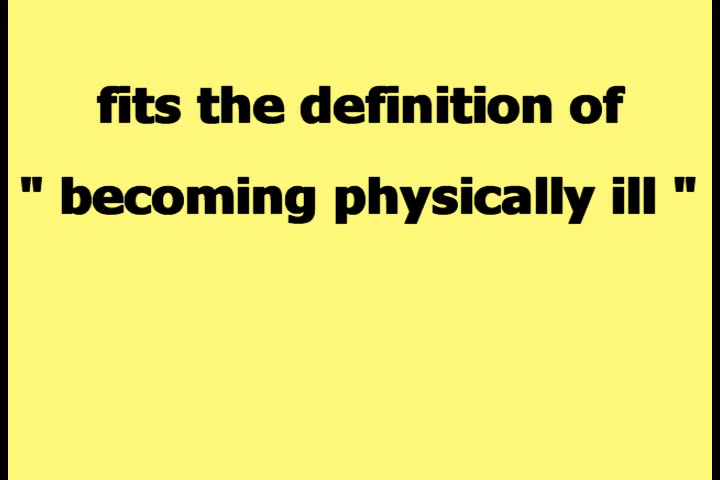 fits the definition of
" becoming physically ill "